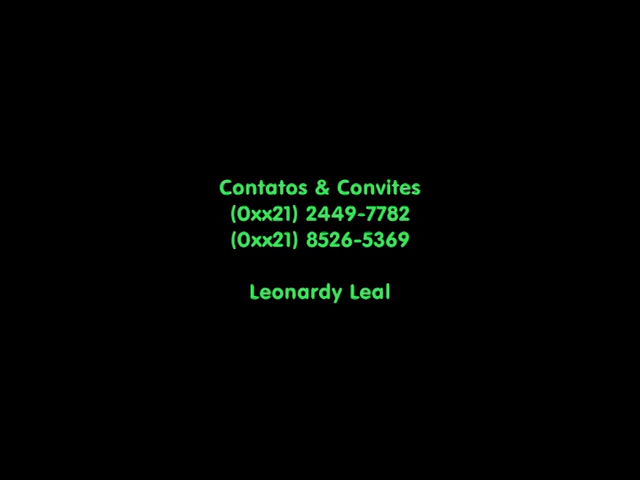 Contatos & Convites
(0xx21) 2449-7782
(0xx21) 8526-5369
Leonardy Leal